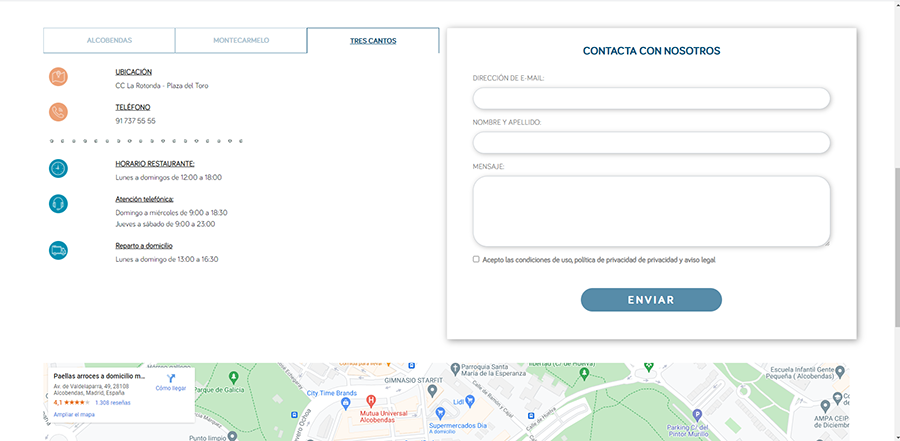 ALCOBENDAS
MONTECARMELO
TRES CANTOS
UBICACIÓN
CC La Rotonda - Plaza del Toro
TELÉFONO
91 737 55 55
HORARIO RESTAURANTE:
Lunes a domingos de 12:00 a 18:00
Atención telefónica:
Domingo a miércoles de 9:00 a 18:30
Jueves a sábado de 9:00 a 23:00
Reparto a domicilio
Lunes a domingo de 13:00 a 16:30
CONTACTA CON NOSOTROS
DIRECCIÓN DE E-MAIL:
NOMBRE Y APELLIDO:
MENSAJE:
Acepto las condiciones de uso, política de privacidad de privacidad y aviso legal
ENVIAR
Paellas arroces a domicilio m...
Av. de Valdelaparra, 49, 28108
Alcobendas, Madrid, España
4,1
1.308 reseñas
Ampliar el mapa
Cómo llegar
Parque de Galicia
Punto limpio
City Time Brands
Mutua Universal
Alcobendas
GIMNASIO STARFIT
Lidl
Supermercados Dia
A domicilio
Parroquia Santa
María de la Esperanza
Calle de Ramón y Cajal
Calle de Huelva
Parking C/ del
Pintor Murillo
Escuela Infantil Gente
Pequeña ( Alcobendas)
AMPA CEIP
de Diciembre